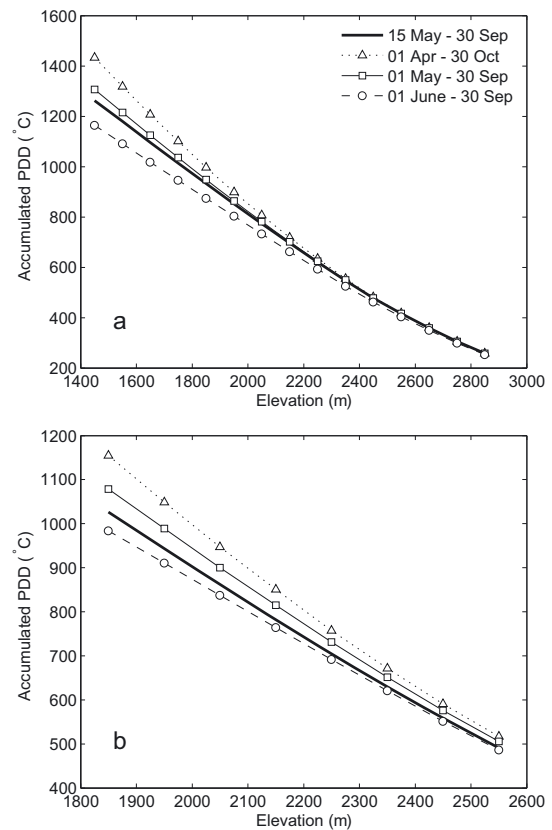 1600
1400
1200
1000
800
600
400
200
Accumulated PDD (°C)
15 May - 30 Sep
01 Apr - 30 Oct
01 May - 30 Sep
01 June - 30 Sep
a
1400 1600 1800 2000 2200 2400 2600 2800 3000
Elevation (m)
1200
1100
1000
900
800
700
600
500
400
Accumulated PDD (°C)
b
1800 1900 2000 2100 2200 2300 2400 2500 2600
Elevation (m)